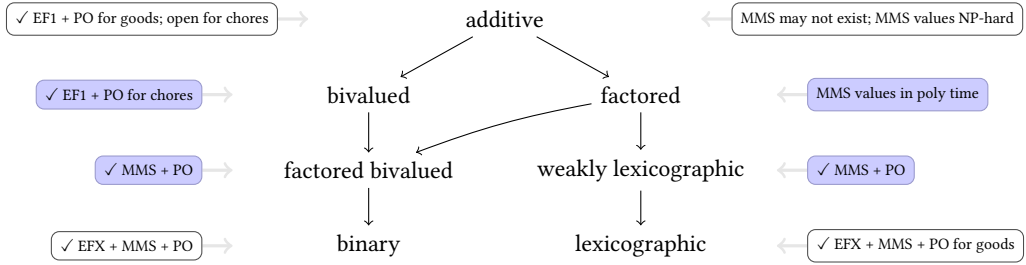 ✓ EF1 + PO for goods; open for chores
additive
MMS may not exist; MMS values NP-hard
✓ EF1 + PO for chores
bivalued
factored
MMS values in poly time
✓ MMS + PO
factored bivalued
weakly lexicographic
✓ MMS + PO
✓ EFX + MMS + PO
binary
lexicographic
✓ EFX + MMS + PO for goods